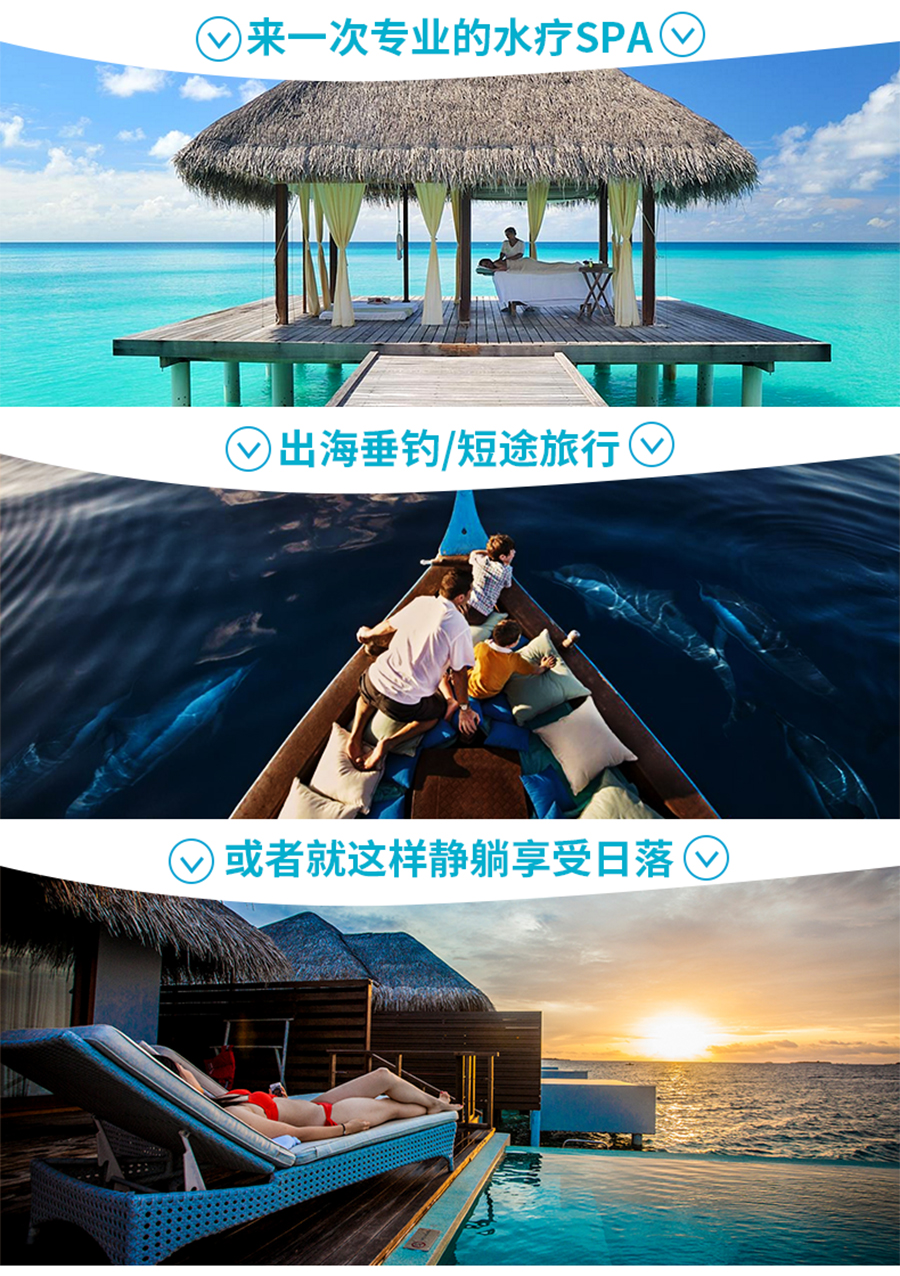 来一次专业的水疗SPA
出海垂钓/短途旅行
或者就这样静躺享受日落